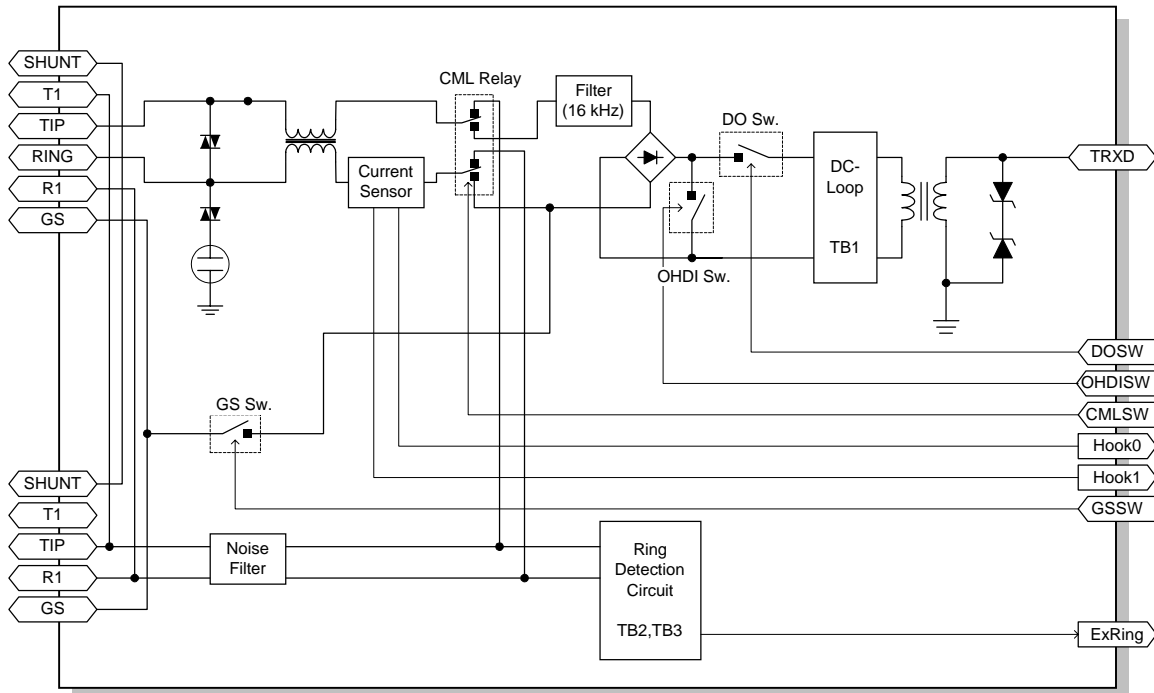 SHUNT
T1
TIP
RING
R1
GS
CML Relay
Filter
(16 kHz)
Current
Sensor
DO Sw.
OHDI Sw.
DC-
Loop
TB1
TRXD
DOSW
OHDISW
CMLSW
Hook0
Hook1
GSSW
GS Sw.
SHUNT
T1
TIP
R1
GS
Noise
Filter
Ring
Detection
Circuit
TB2,TB3
ExRing